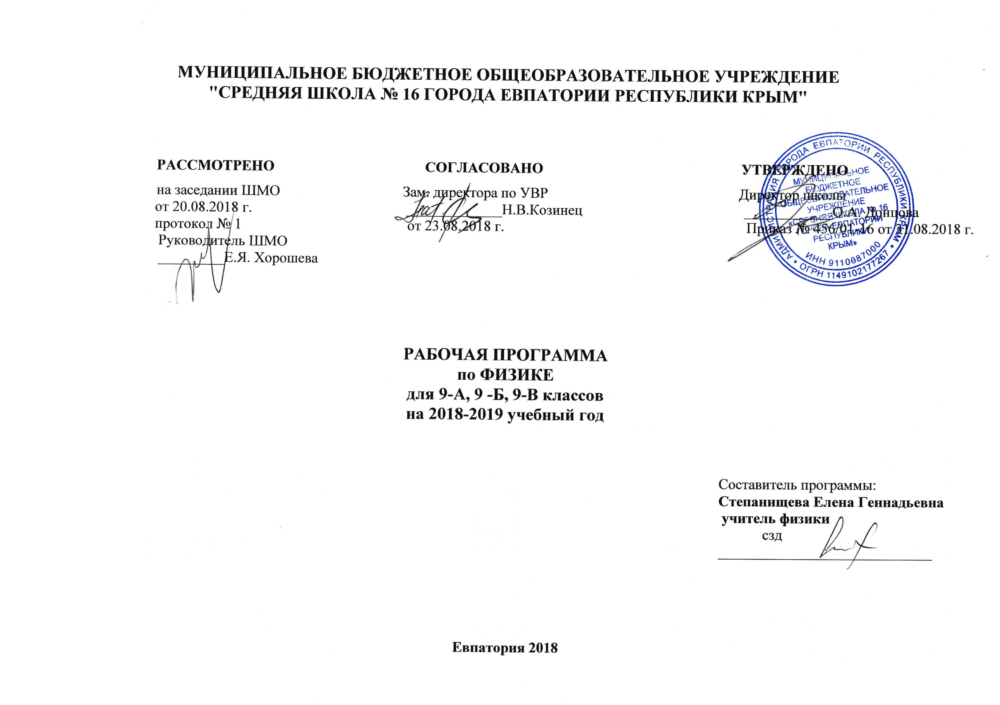 МУНИЦИПАЛЬНОЕ БЮДЖЕТНОЕ ОБЩЕОБРАЗОВАТЕЛЬНОЕ УЧРЕЖДЕНИЕ
"СРЕДНЯЯ ШКОЛА № 16 ГОРОДА ЕВПАТОРИИ РЕСПУБЛИКИ КРЫМ"
РАССМОТРЕНО
на заседании ШМО
от 20.08.2018 г.
протокол № 1
Руководитель ШМО
Е.Я. Хорошева
СОГЛАСОВАНО
Зам. директора по УВР
Н.В.Козинец
от 23.08.2018 г.
УТВЕРЖДЕНО
Директор школы
О.А. Донцова
Приказ № 456/01-16 от 31.08.2018 г.
АДМИНИСТРАЦИЯ ГОРОДА ЕВПАТОРИИ РЕСПУБЛИКИ КРЫМ
• ОГРН 1149102177267 •
МУНИЦИПАЛЬНОЕ
БЮДЖЕТНОЕ
ОБЩЕОБРАЗОВАТЕЛЬНОЕ
УЧРЕЖДЕНИЕ
«СРЕДНЯЯ ШКОЛА № 16
ГОРОДА ЕВПАТОРИИ
РЕСПУБЛИКИ
КРЫМ»
ИНН 9110087000
РАБОЧАЯ ПРОГРАММА
по ФИЗИКЕ
для 9-А, 9 -Б, 9-В классов
на 2018-2019 учебный год
Составитель программы:
Степанищева Елена Геннадьевна
учитель физики
сзд
Евпатория 2018